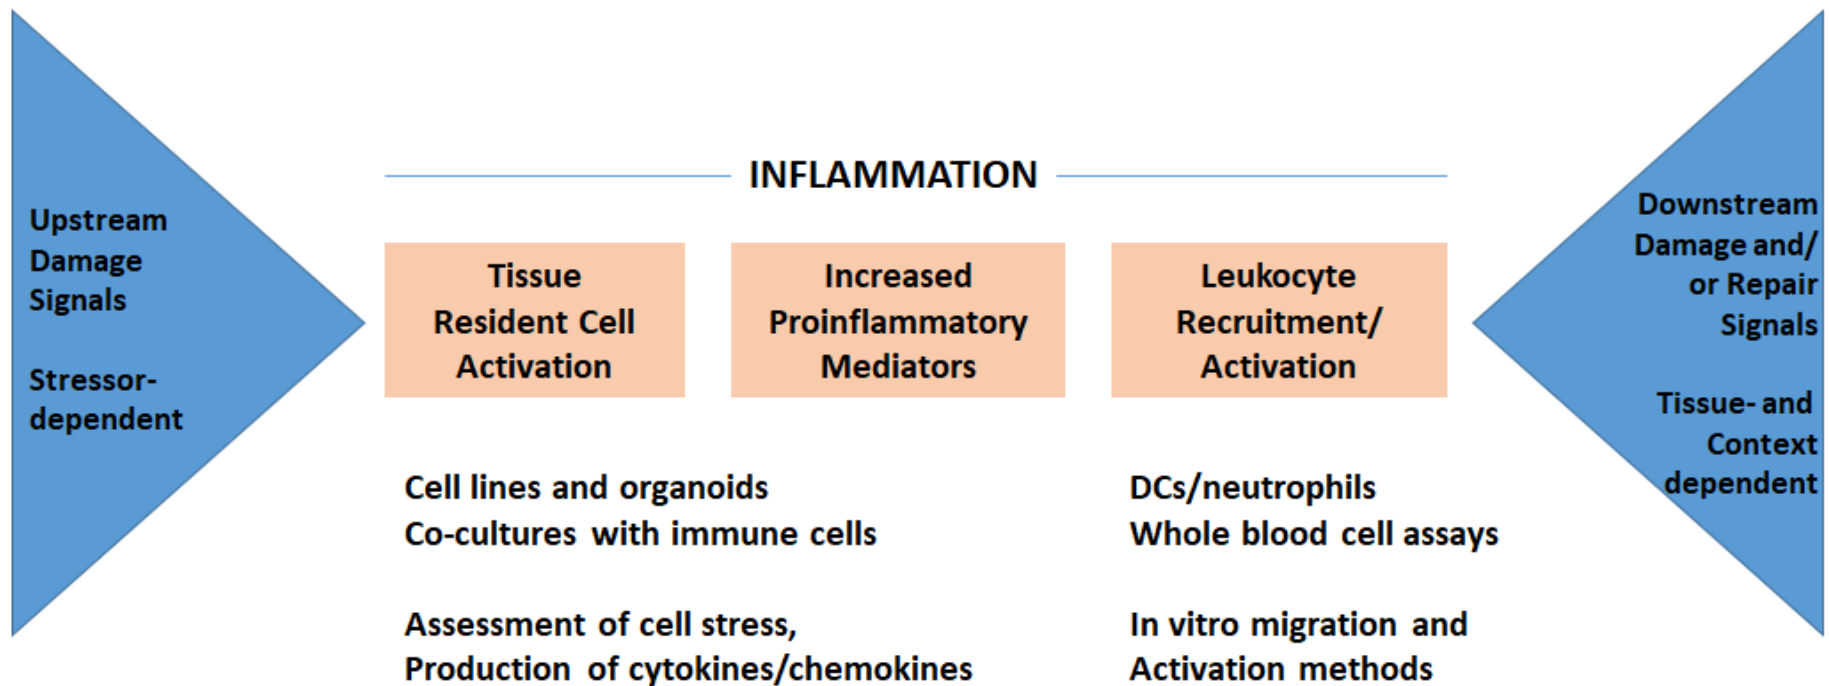 INFLAMMATION
Upstream
Damage
Signals
Stressor-
dependent
Tissue
Resident Cell
Activation
Increased
Proinflammatory
Mediators
Leukocyte
Recruitment/
Activation
Downstream
Damage and/
or Repair
Signals
Tissue- and
Context
dependent
Cell lines and organoids
Co-cultures with immune cells
Assessment of cell stress,
Production of cytokines/chemokines
DCs/neutrophils
Whole blood cell assays
In vitro migration and
Activation methods